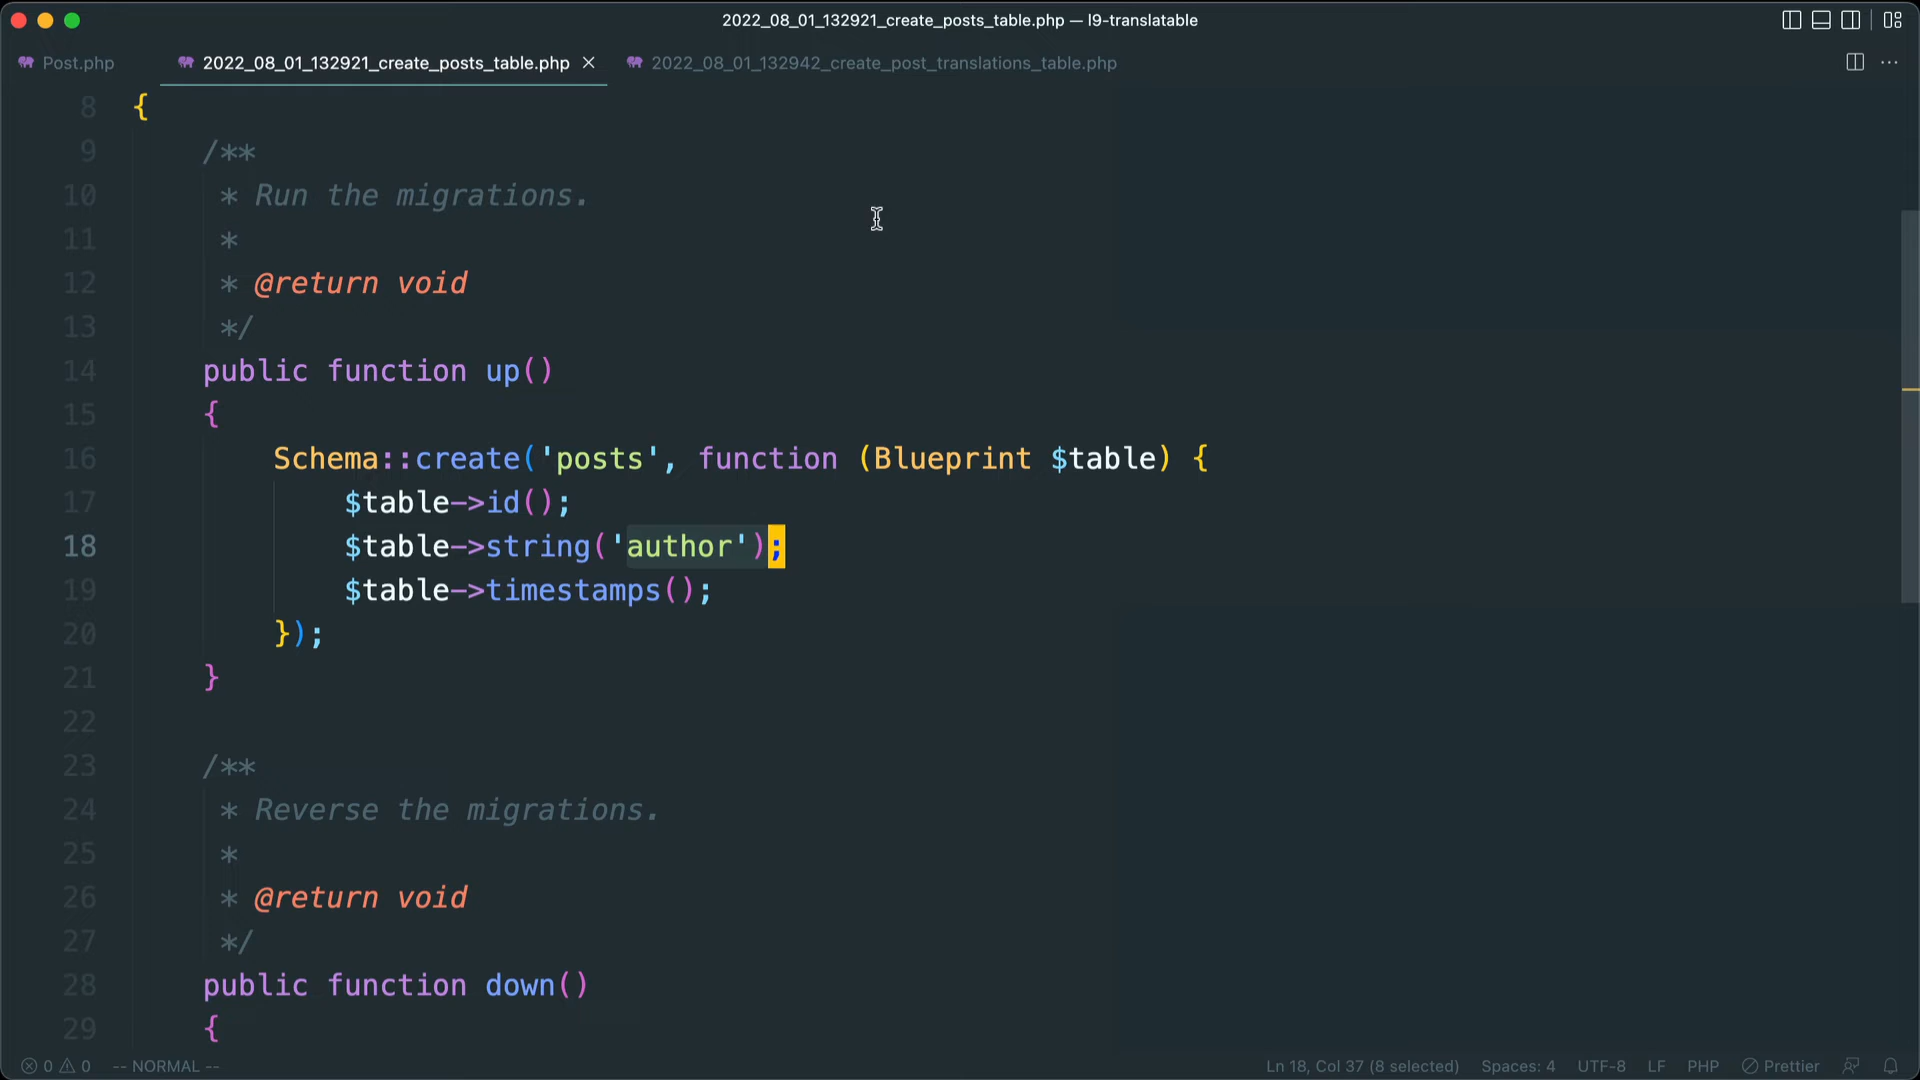 2022_08_01_132921_create_posts_table.php — l9-translatable
Post.php
2022_08_01_132921_create_posts_table.php
2022_08_01_132942_create_post_translations_table.php
8 {
9 /**
10 * Run the migrations.
11 *
12 * @return void
13 */
14 public function up()
15 {
16 Schema::create('posts', function (Blueprint $table) {
17 $table->id();
18 $table->string('author');
19 $table->timestamps();
20 });
21 }
22
23 /**
24 * Reverse the migrations.
25 *
26 * @return void
27 */
28 public function down()
29 {
0 0 -- NORMAL -- Ln 18, Col 37 (8 selected) Spaces: 4 UTF-8 LF PHP Prettier